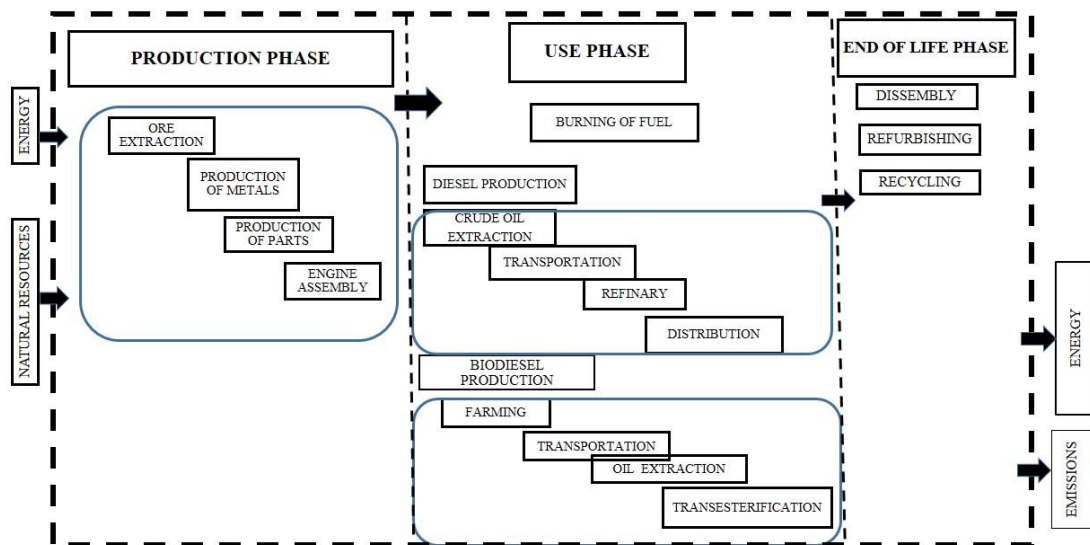 ENERGY
NATURAL RESOURCES
PRODUCTION PHASE
ORE
EXTRACTION
PRODUCTION
OF METALS
PRODUCTION
OF PARTS
ENGINE
ASSEMBLY
USE PHASE
BURNING OF FUEL
DIESEL PRODUCTION
CRUDE OIL
EXTRACTION
TRANSPORTATION
REFINARY
DISTRIBUTION
BIODIESEL
PRODUCTION
FARMING
TRANSPORTATION
OIL EXTRACTION
TRANSESTERIFICATION
END OF LIFE PHASE
DISSEMBLY
REFURBISHING
RECYCLING
ENERGY
EMISSIONS